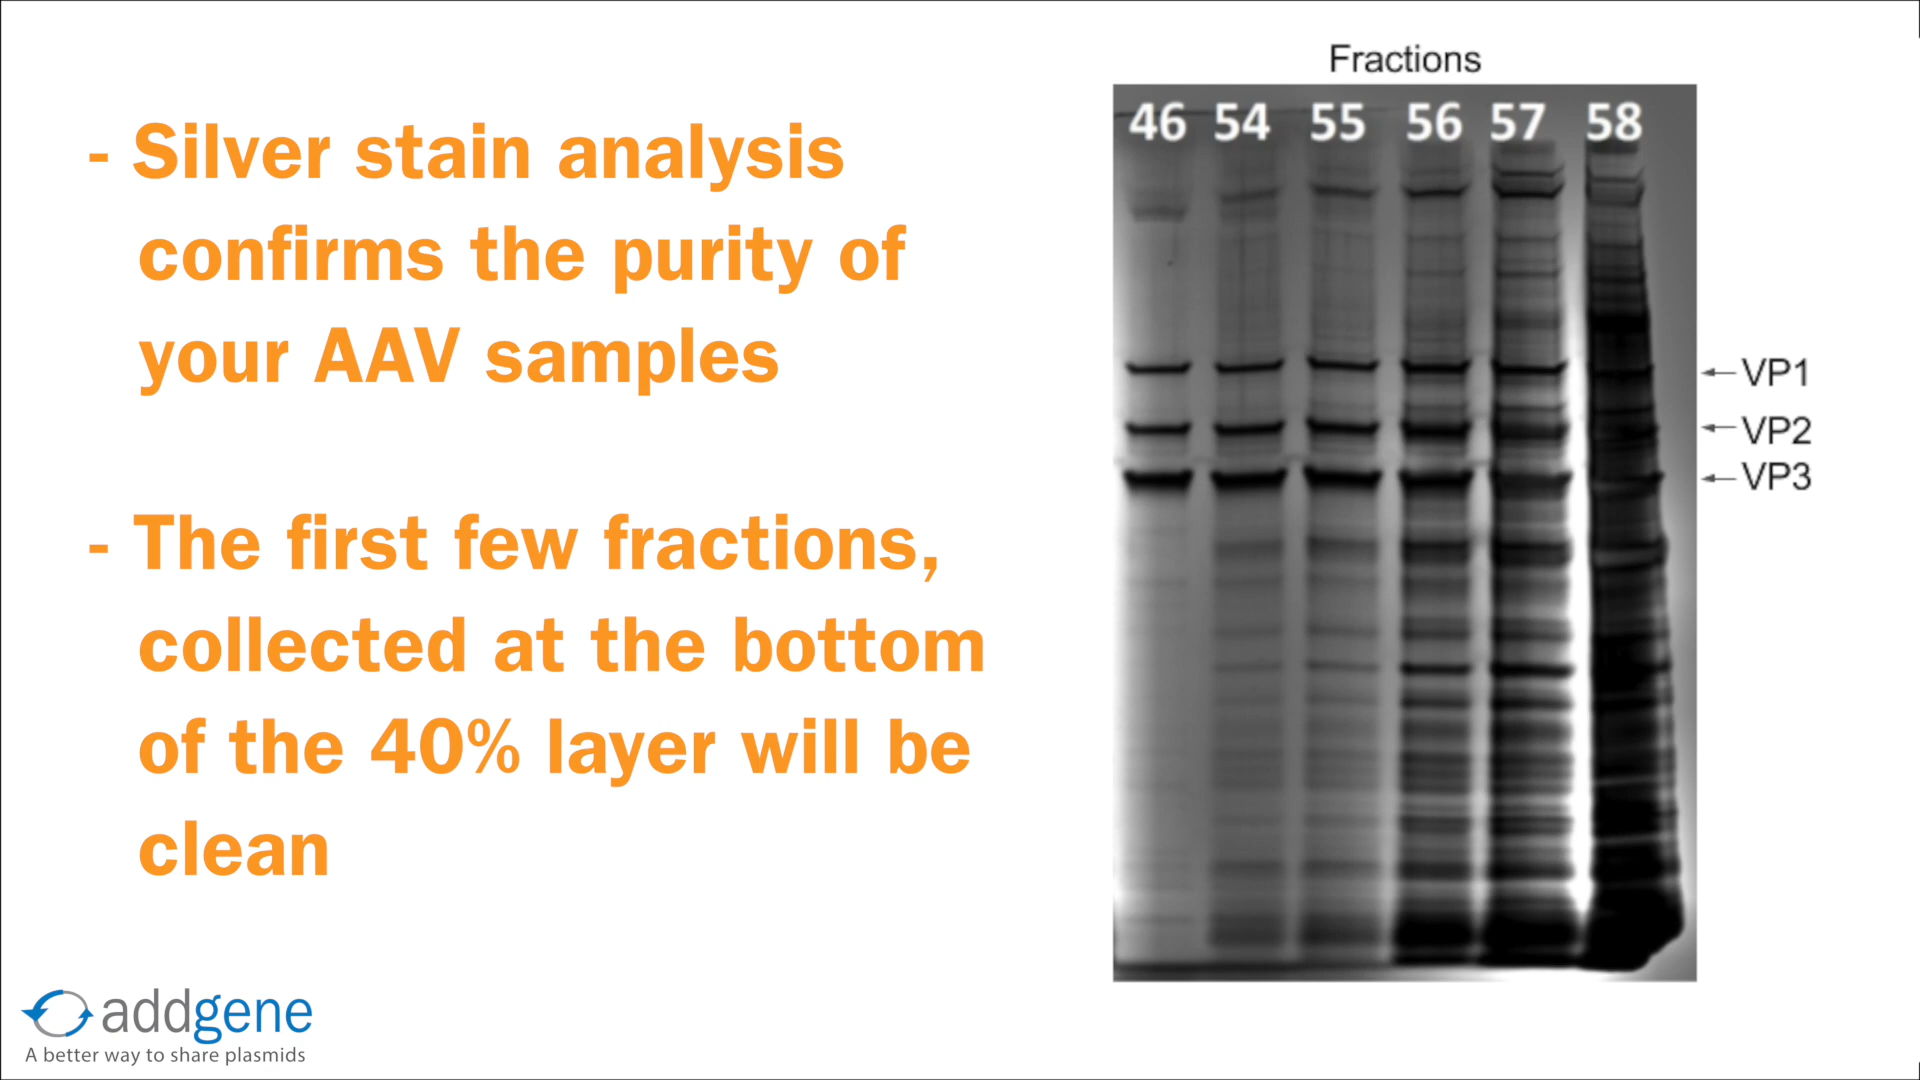 - Silver stain analysis
confirms the purity of
your AAV samples
- The first few fractions,
collected at the bottom
of the 40% layer will be
clean
Fractions
46 54 55 56 57 58
VP1
VP2
VP3
addgene
A better way to share plasmids